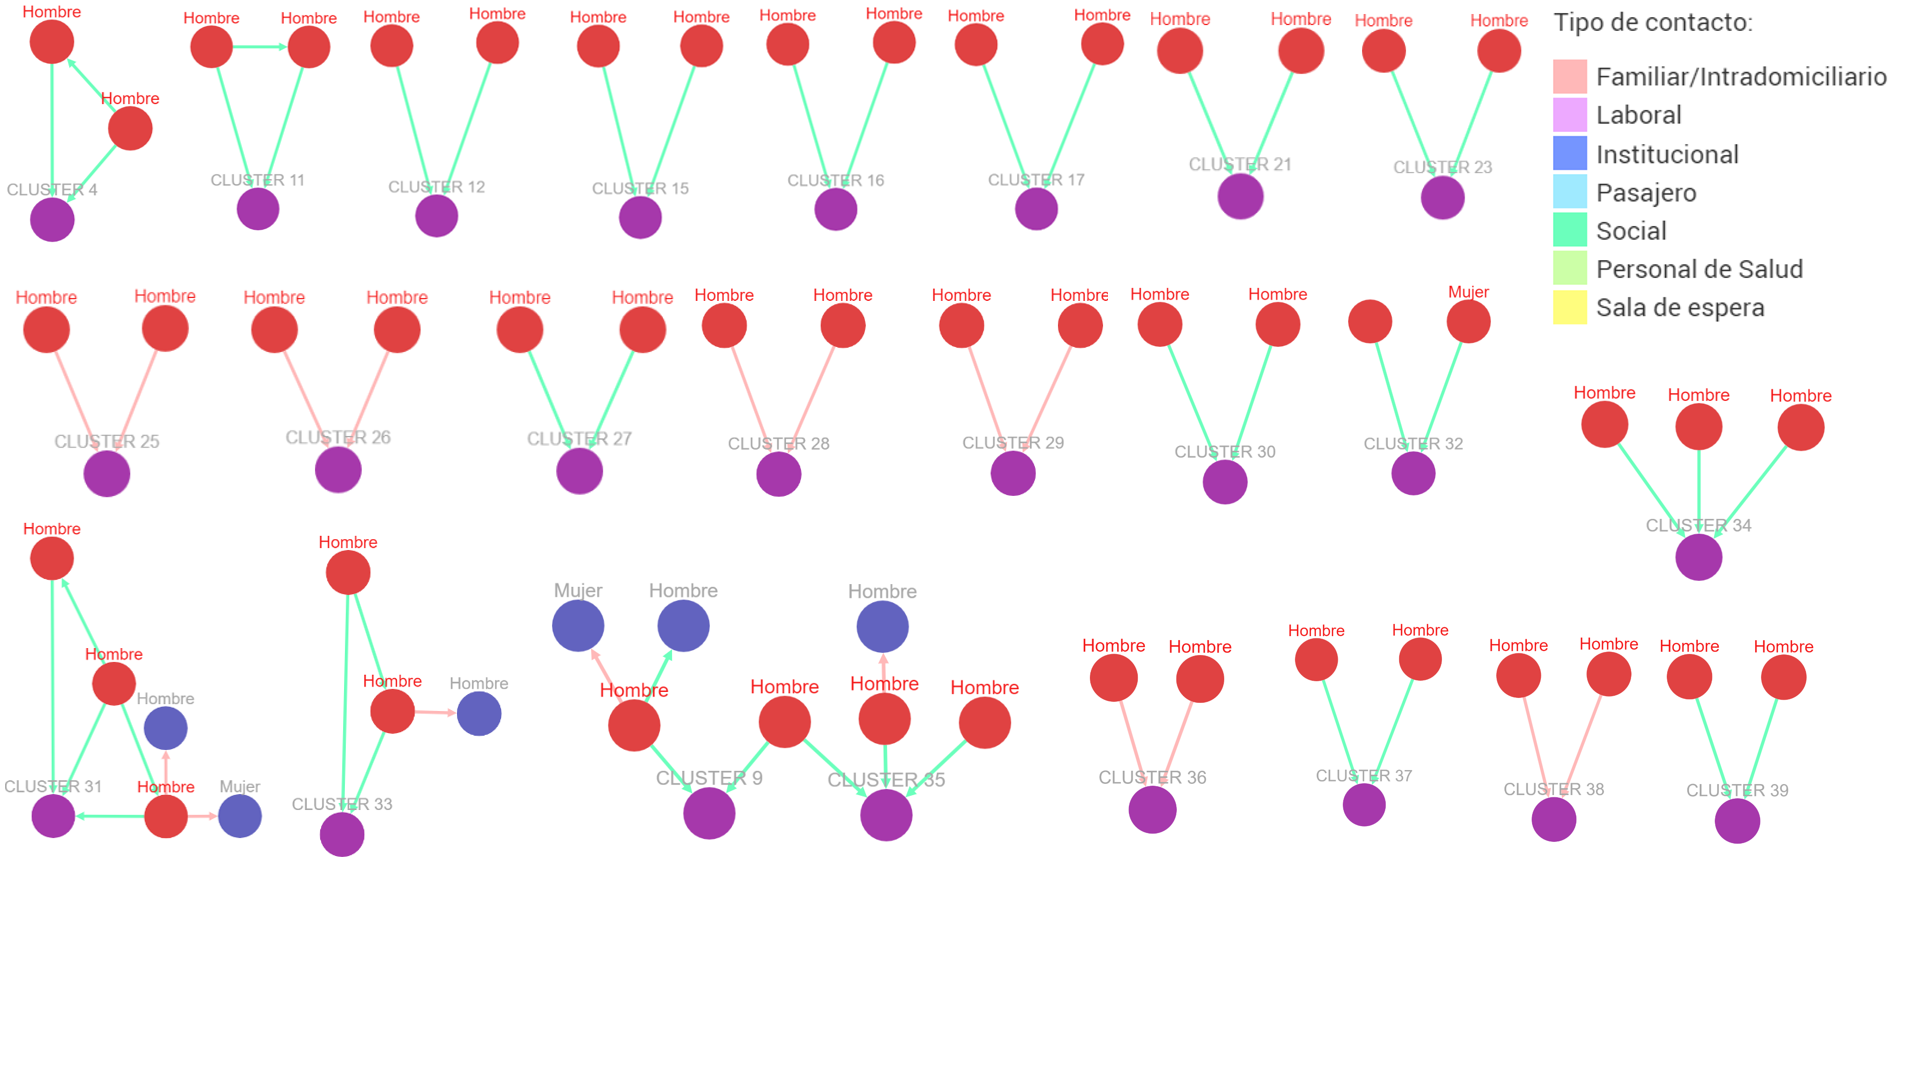 Hombre
Hombre
CLUSTER 4
Hombre Hombre
CLUSTER 11
Hombre Hombre
CLUSTER 12
Hombre Hombre
CLUSTER 15
Hombre Hombre
CLUSTER 16
Hombre Hombre
CLUSTER 17
Hombre Hombre
CLUSTER 21
Hombre Hombre
CLUSTER 23
Tipo de contacto:
Familiar/Intradomiciliario
Laboral
Institucional
Pasajero
Social
Personal de Salud
Sala de espera
Hombre Hombre
CLUSTER 25
Hombre Hombre
CLUSTER 26
Hombre Hombre
CLUSTER 27
Hombre Hombre
CLUSTER 28
Hombre Hombre
CLUSTER 29
Hombre Hombre
CLUSTER 30
Mujer
CLUSTER 32
Hombre Hombre Hombre
CLUSTER 34
Hombre
Hombre
Hombre
CLUSTER 31 Hombre Mujer
Hombre
Hombre Hombre
CLUSTER 33
Mujer Hombre Hombre
Hombre Hombre Hombre Hombre
CLUSTER 9 CLUSTER 35
Hombre Hombre
CLUSTER 36
Hombre Hombre
CLUSTER 37
Hombre Hombre
CLUSTER 38
Hombre Hombre
CLUSTER 39